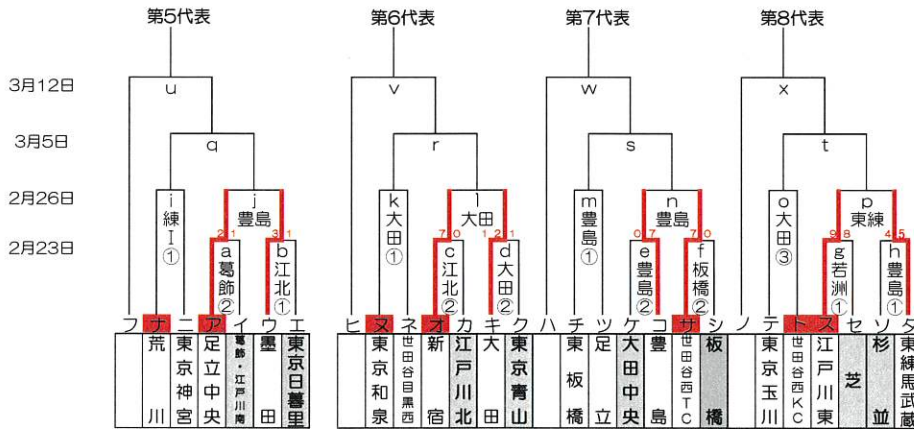 第5代表 第6代表 第7代表 第8代表
3月12日 u v w x
3月5日 q r s t
2月26日 i 練I① j 豊島 k 大田① l 大田 m 豊島① n 豊島 o 大田③ p 東練
2 1 3 1 7 0 1 2 1 0 7 7 0 9 8 4 5
2月23日 a 葛飾② b 江北① c 江北② d 大田② e 豊島② f 板橋② g 若洲① h 豊島①
フ ナ ニ ア イ ウ エ ヒ ヌ ネ オ カ キ ク ハ チ ツ ケ コ サ シ ノ テ ト ス セ ソ タ
荒川
東京神宮
足立中央
葛飾・江戸川南
墨田
東京日暮里
東京和泉
世田谷目黒西
新宿
江戸川北
大田
東京青山
東板橋
足立
大田中央
豊島
世田谷西TC
板橋
東京玉川
世田谷西KC
江戸川東
芝
杉並
東練馬武蔵